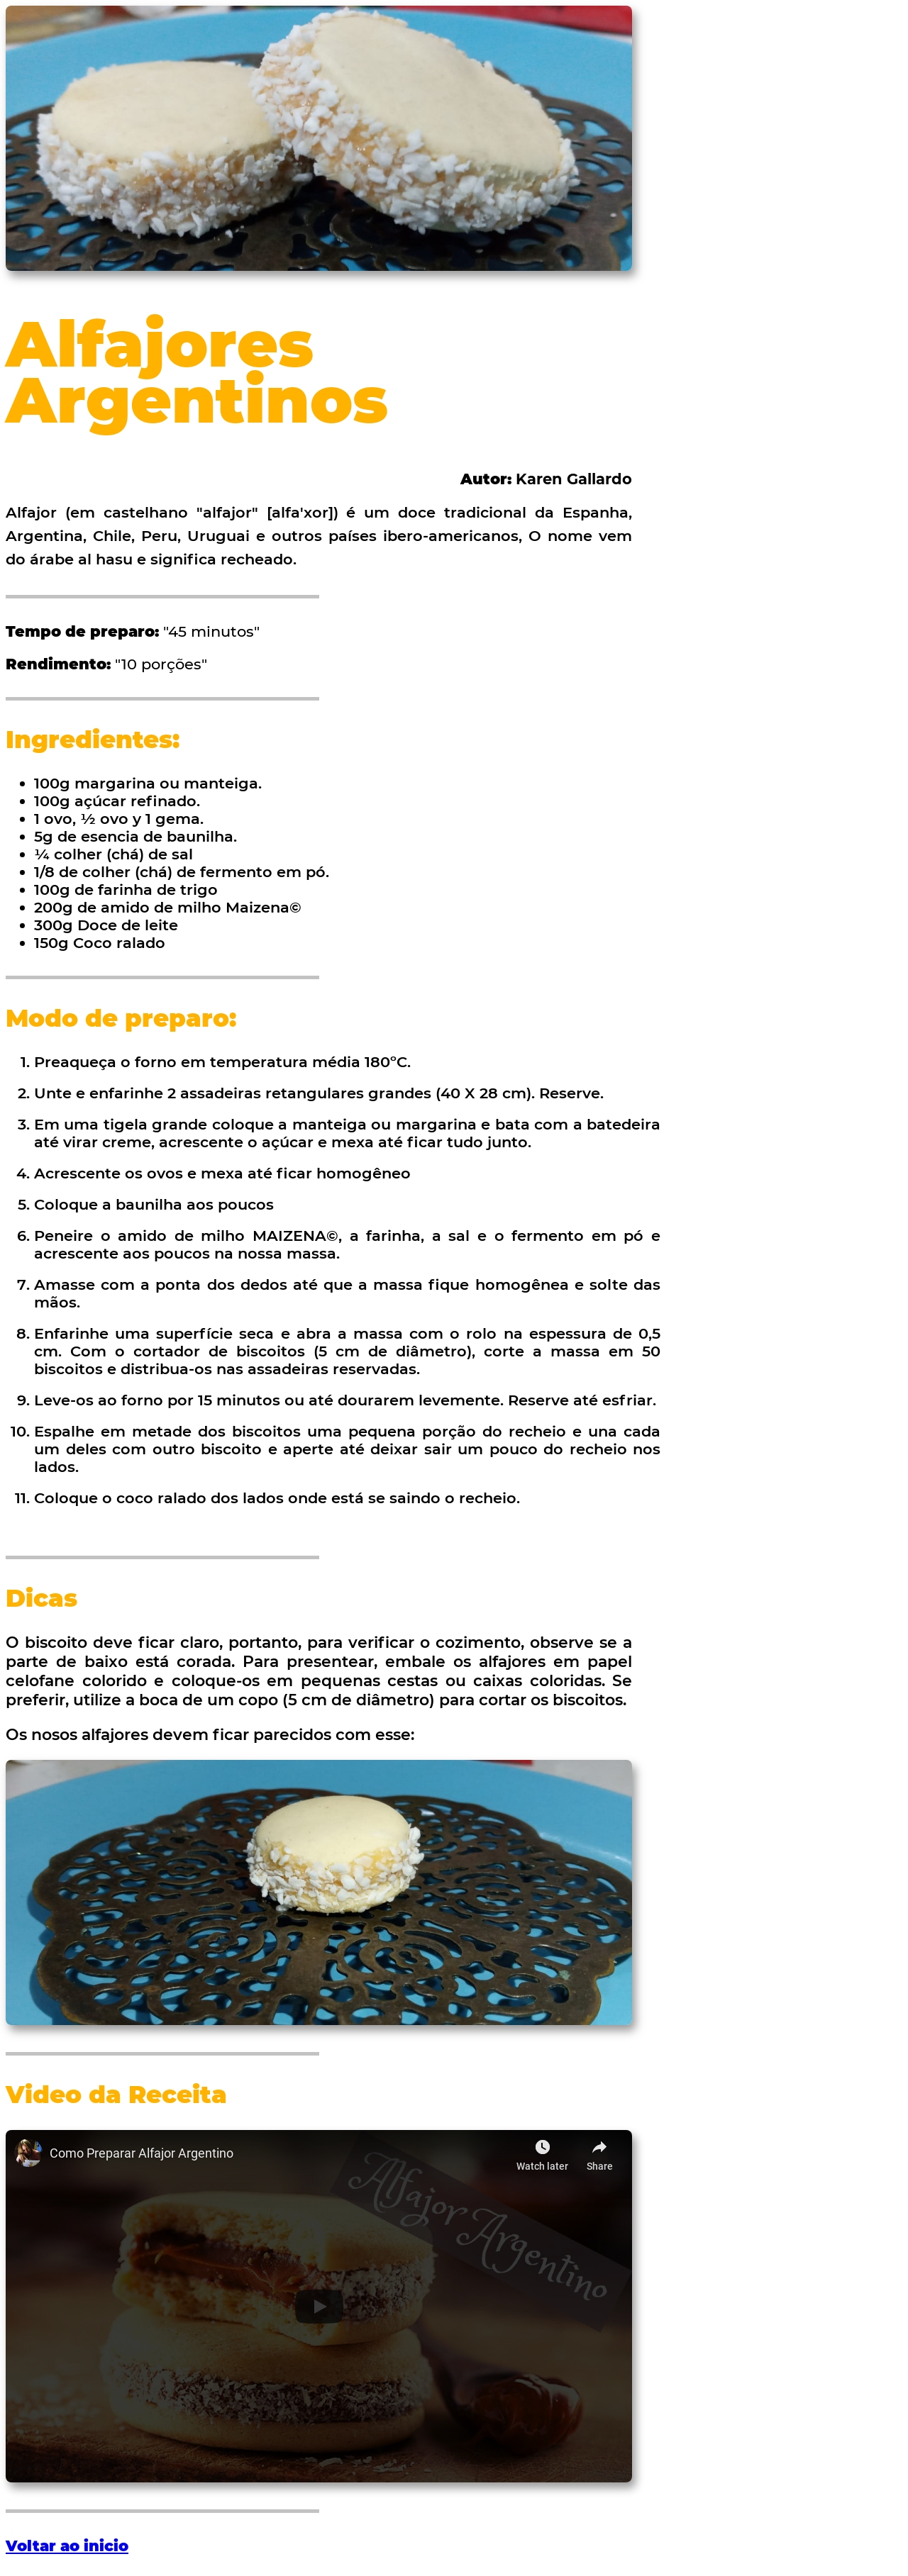 Alfajores
Argentinos
Autor: Karen Gallardo
Alfajor (em castelhano "alfajor" [alfa'xor]) é um doce tradicional da Espanha,
Argentina, Chile, Peru, Uruguai e outros países ibero-americanos, O nome vem
do árabe al hasu e significa recheado.
Tempo de preparo: "45 minutos"
Rendimento: "10 porções"
Ingredientes:
• 100g margarina ou manteiga.
• 100g açúcar refinado.
• 1 ovo, ½ ovo y 1 gema.
• 5g de esencia de baunilha.
• ¼ colher (chá) de sal
• 1/8 de colher (chá) de fermento em pó.
• 100g de farinha de trigo
• 200g de amido de milho Maizena©
• 300g Doce de leite
• 150g Coco ralado
Modo de preparo:
1. Preaqueça o forno em temperatura média 180ºC.
2. Unte e enfarinhe 2 assadeiras retangulares grandes (40 X 28 cm). Reserve.
3. Em uma tigela grande coloque a manteiga ou margarina e bata com a batedeira
até virar creme, acrescente o açúcar e mexa até ficar tudo junto.
4. Acrescente os ovos e mexa até ficar homogêneo
5. Coloque a baunilha aos poucos
6. Peneire o amido de milho MAIZENA©, a farinha, a sal e o fermento em pó e
acrescente aos poucos na nossa massa.
7. Amasse com a ponta dos dedos até que a massa fique homogênea e solte das
mãos.
8. Enfarinhe uma superfície seca e abra a massa com o rolo na espessura de 0,5
cm. Com o cortador de biscoitos (5 cm de diâmetro), corte a massa em 50
biscoitos e distribua-os nas assadeiras reservadas.
9. Leve-os ao forno por 15 minutos ou até dourarem levemente. Reserve até esfriar.
10. Espalhe em metade dos biscoitos uma pequena porção do recheio e una cada
um deles com outro biscoito e aperte até deixar sair um pouco do recheio nos
lados.
11. Coloque o coco ralado dos lados onde está se saindo o recheio.
Dicas
O biscoito deve ficar claro, portanto, para verificar o cozimento, observe se a
parte de baixo está corada. Para presentear, embale os alfajores em papel
celofane colorido e coloque-os em pequenas cestas ou caixas coloridas. Se
preferir, utilize a boca de um copo (5 cm de diâmetro) para cortar os biscoitos.
Os nosos alfajores devem ficar parecidos com esse:
Video da Receita
Como Preparar Alfajor Argentino
Watch later
Share
Alfajor Argentino
Voltar ao inicio